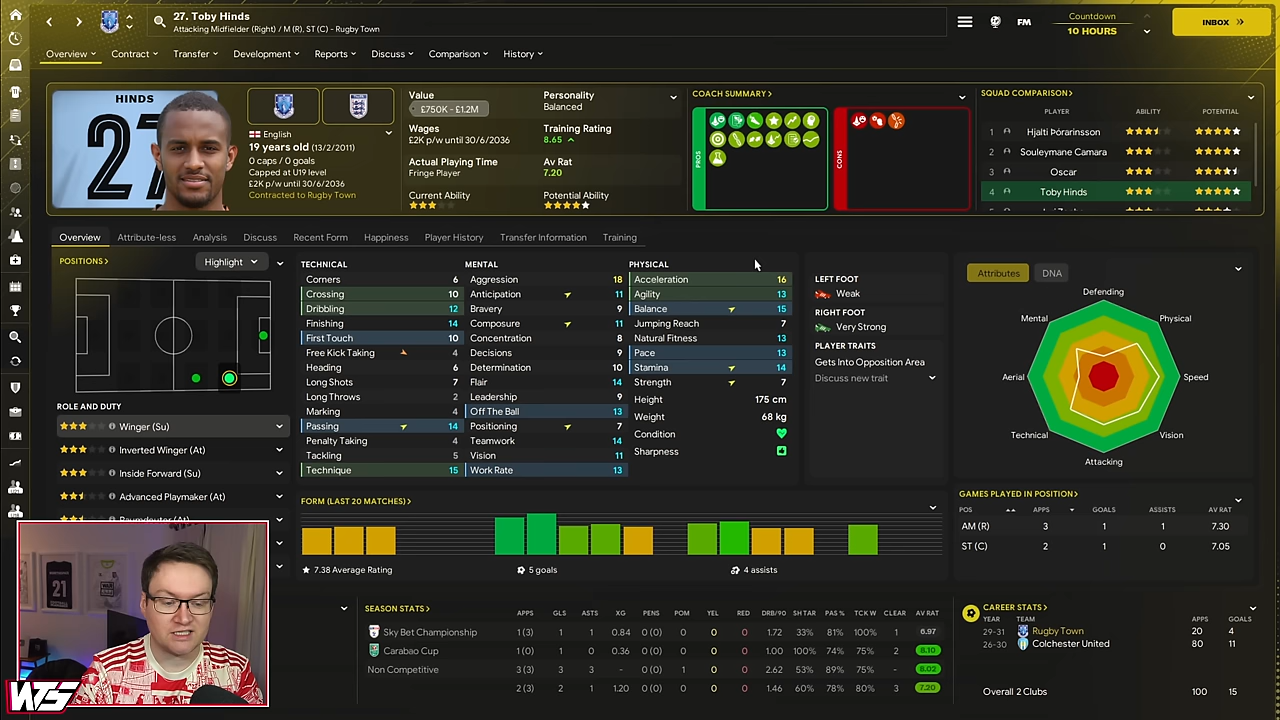 27. Toby Hinds
Attacking Midfielder (Right) / M (R), ST (C) - Rugby Town
FM
Countdown
10 HOURS
INBOX
Overview
Contract
Transfer
Development
Reports
Discuss
Comparison
History
HINDS
27
English
19 years old (13/2/2011)
0 caps / 0 goals
Capped at U19 level
£2K p/w until 30/6/2036
Contracted to Rugby Town
Value
£750K - £1.2M
Wages
£2K p/w until 30/6/2036
Actual Playing Time
Fringe Player
Current Ability
Personality
Balanced
Training Rating
8.65
Av Rat
7.20
Potential Ability
COACH SUMMARY>
PROS
CONS
SQUAD COMPARISON>
PLAYER ABILITY POTENTIAL
1 Hjalti Þórarinsson
2 Souleymane Camara
3 Oscar
4 Toby Hinds
Overview
Attribute-less
Analysis
Discuss
Recent Form
Happiness
Player History
Transfer Information
Training
POSITIONS>
Highlight
ROLE AND DUTY
Winger (Su)
Inverted Winger (At)
Inside Forward (Su)
Advanced Playmaker (At)
TECHNICAL
Corners 6
Crossing 10
Dribbling 12
Finishing 14
First Touch 10
Free Kick Taking 4
Heading 6
Long Shots 7
Long Throws 2
Marking 4
Passing 14
Penalty Taking 4
Tackling 5
Technique 15
MENTAL
Aggression 18
Anticipation 11
Bravery 9
Composure 11
Concentration 8
Decisions 9
Determination 10
Flair 14
Leadership 9
Off The Ball 13
Positioning 7
Teamwork 14
Vision 11
Work Rate 13
PHYSICAL
Acceleration 16
Agility 13
Balance 15
Jumping Reach 7
Natural Fitness 13
Pace 13
Stamina 14
Strength 7
Height 175 cm
Weight 68 kg
Condition
Sharpness
LEFT FOOT
Weak
RIGHT FOOT
Very Strong
PLAYER TRAITS
Gets Into Opposition Area
Discuss new trait
Attributes
DNA
Defending
Physical
Speed
Vision
Attacking
Technical
Aerial
Mental
FORM (LAST 20 MATCHES)>
7.38 Average Rating
5 goals
4 assists
GAMES PLAYED IN POSITION>
POS APPS GOALS ASSISTS AV RAT
AM (R) 3 1 1 7.30
ST (C) 2 1 0 7.05
SEASON STATS> APPS GLS ASTS XG PENS POM YEL RED DRB/90 SH TAR PAS % TCK W CLEAR AV RAT
Sky Bet Championship 1 (3) 1 1 0.84 0 (0) 0 0 0 1.72 33% 81% 100% 1 6.97
Carabao Cup 1 (0) 1 0 0.36 0 (0) 0 0 0 1.00 100% 74% 75% 2 8.10
Non Competitive 3 (3) 3 3 - 0 (0) 1 0 0 2.62 53% 89% 75% - 8.02
2 (3) 2 1 1.20 0 (0) 0 0 0 1.46 60% 78% 80% 3 7.20
CAREER STATS>
YEAR TEAM APPS GOALS
29-31 Rugby Town 20 4
26-30 Colchester United 80 11
Overall 2 Clubs 100 15
21
WTS